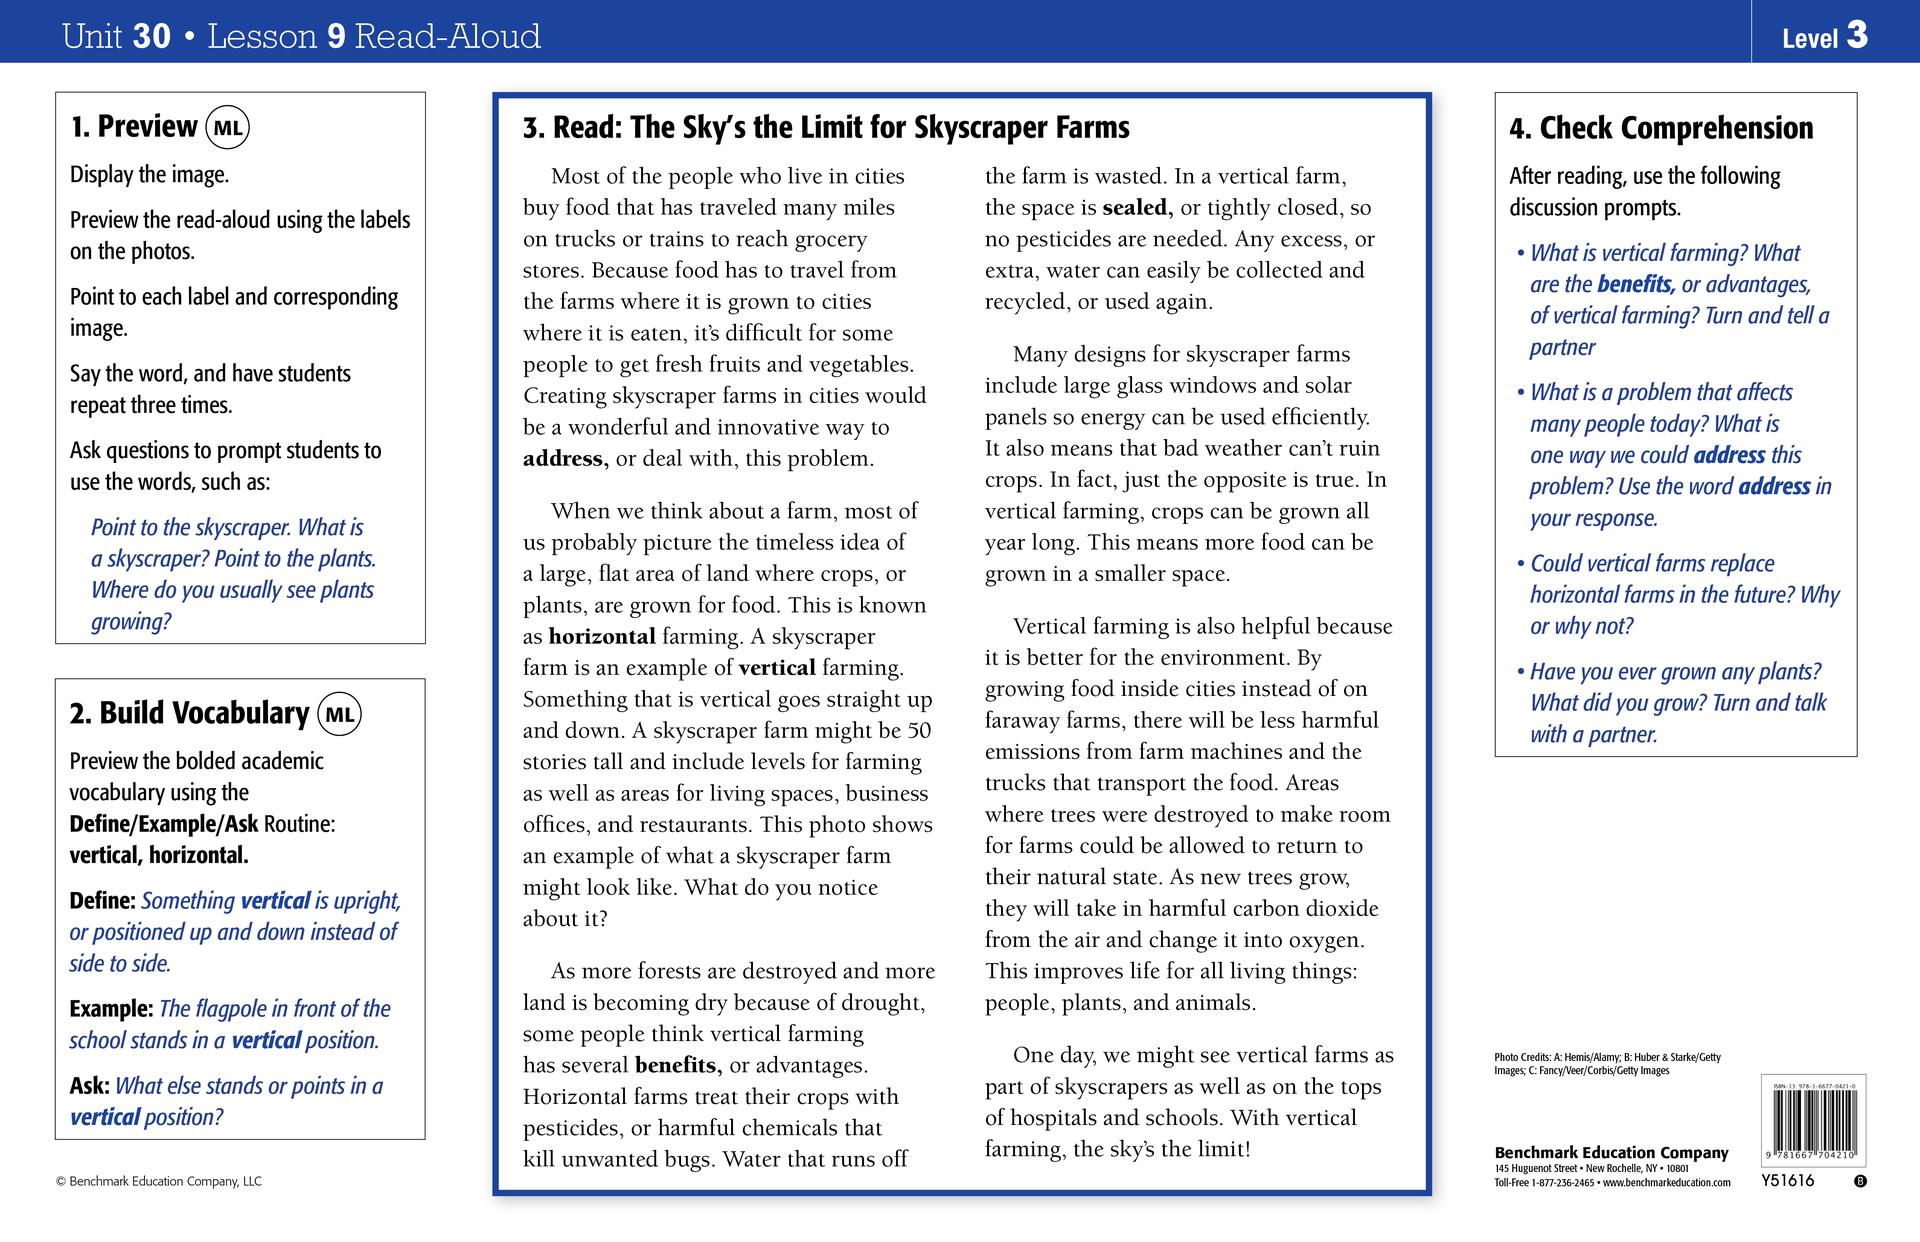 Unit 30 • Lesson 9 Read-Aloud
Level 3
1. Preview ML
Display the image.
Preview the read-aloud using the labels
on the photos.
Point to each label and corresponding
image.
Say the word, and have students
repeat three times.
Ask questions to prompt students to
use the words, such as:
Point to the skyscraper. What is
a skyscraper? Point to the plants.
Where do you usually see plants
growing?
2. Build Vocabulary ML
Preview the bolded academic
vocabulary using the
Define/Example/Ask Routine:
vertical, horizontal.
Define: Something vertical is upright,
or positioned up and down instead of
side to side.
Example: The flagpole in front of the
school stands in a vertical position.
Ask: What else stands or points in a
vertical position?
© Benchmark Education Company, LLC
3. Read: The Sky’s the Limit for Skyscraper Farms
Most of the people who live in cities
buy food that has traveled many miles
on trucks or trains to reach grocery
stores. Because food has to travel from
the farms where it is grown to cities
where it is eaten, it’s difficult for some
people to get fresh fruits and vegetables.
Creating skyscraper farms in cities would
be a wonderful and innovative way to
address, or deal with, this problem.
When we think about a farm, most of
us probably picture the timeless idea of
a large, flat area of land where crops, or
plants, are grown for food. This is known
as horizontal farming. A skyscraper
farm is an example of vertical farming.
Something that is vertical goes straight up
and down. A skyscraper farm might be 50
stories tall and include levels for farming
as well as areas for living spaces, business
offices, and restaurants. This photo shows
an example of what a skyscraper farm
might look like. What do you notice
about it?
As more forests are destroyed and more
land is becoming dry because of drought,
some people think vertical farming
has several benefits, or advantages.
Horizontal farms treat their crops with
pesticides, or harmful chemicals that
kill unwanted bugs. Water that runs off
the farm is wasted. In a vertical farm,
the space is sealed, or tightly closed, so
no pesticides are needed. Any excess, or
extra, water can easily be collected and
recycled, or used again.
Many designs for skyscraper farms
include large glass windows and solar
panels so energy can be used efficiently.
It also means that bad weather can’t ruin
crops. In fact, just the opposite is true. In
vertical farming, crops can be grown all
year long. This means more food can be
grown in a smaller space.
Vertical farming is also helpful because
it is better for the environment. By
growing food inside cities instead of on
faraway farms, there will be less harmful
emissions from farm machines and the
trucks that transport the food. Areas
where trees were destroyed to make room
for farms could be allowed to return to
their natural state. As new trees grow,
they will take in harmful carbon dioxide
from the air and change it into oxygen.
This improves life for all living things:
people, plants, and animals.
One day, we might see vertical farms as
part of skyscrapers as well as on the tops
of hospitals and schools. With vertical
farming, the sky’s the limit!
4. Check Comprehension
After reading, use the following
discussion prompts.
• What is vertical farming? What
are the benefits, or advantages,
of vertical farming? Turn and tell a
partner
• What is a problem that affects
many people today? What is
one way we could address this
problem? Use the word address in
your response.
• Could vertical farms replace
horizontal farms in the future? Why
or why not?
• Have you ever grown any plants?
What did you grow? Turn and talk
with a partner.
Photo Credits: A: Hemis/Alamy; B: Huber & Starke/Getty
Images; C: Fancy/Veer/Corbis/Getty Images
Benchmark Education Company
145 Huguenot Street • New Rochelle, NY • 10801
Toll-Free 1-877-236-2465 • www.benchmarkeducation.com
ISBN-13 978-1-6677-0421-0
9 781667 704210
Y51616
B